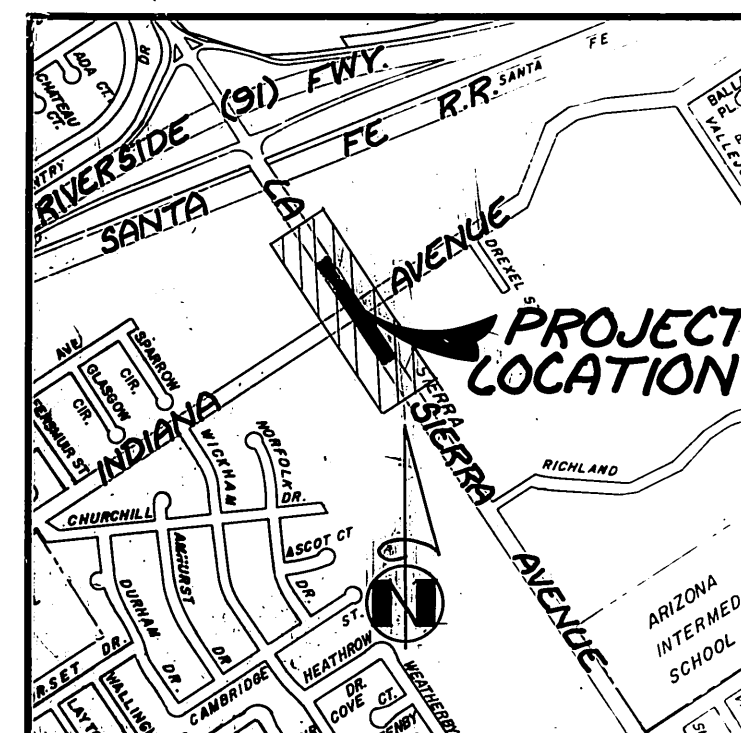 ADA CT.
CHATEAU CT.
DR
RIVERSIDE (91) FWY.
SANTA FE R.R.
SANTA FE
LA SIERRA AVENUE
INDIANA AVENUE
DREXEL
PROJECT
LOCATION
SIERRA
AVE
SPARROW
CIR.
GLASGOW
CIR.
WICKHAM
NORFOLK
DR.
CHURCHILL
AMHURST
DR.
DURHAM
DR.
ASCOT CT
DR.
ST.
HEATHROW
DR.
CAMBRIDGE
COVE CT.
WEATHERBY
RICHLAND
ARIZONA
INTERMED
SCHOOL
N